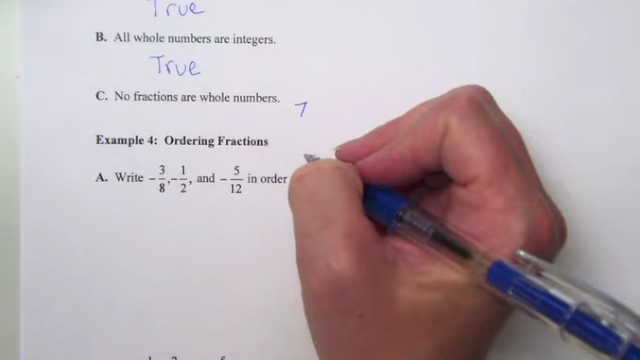 True
B. All whole numbers are integers.
True
C. No fractions are whole numbers. 7
Example 4: Ordering Fractions
A. Write -3/8, -1/2, and -5/12 in order